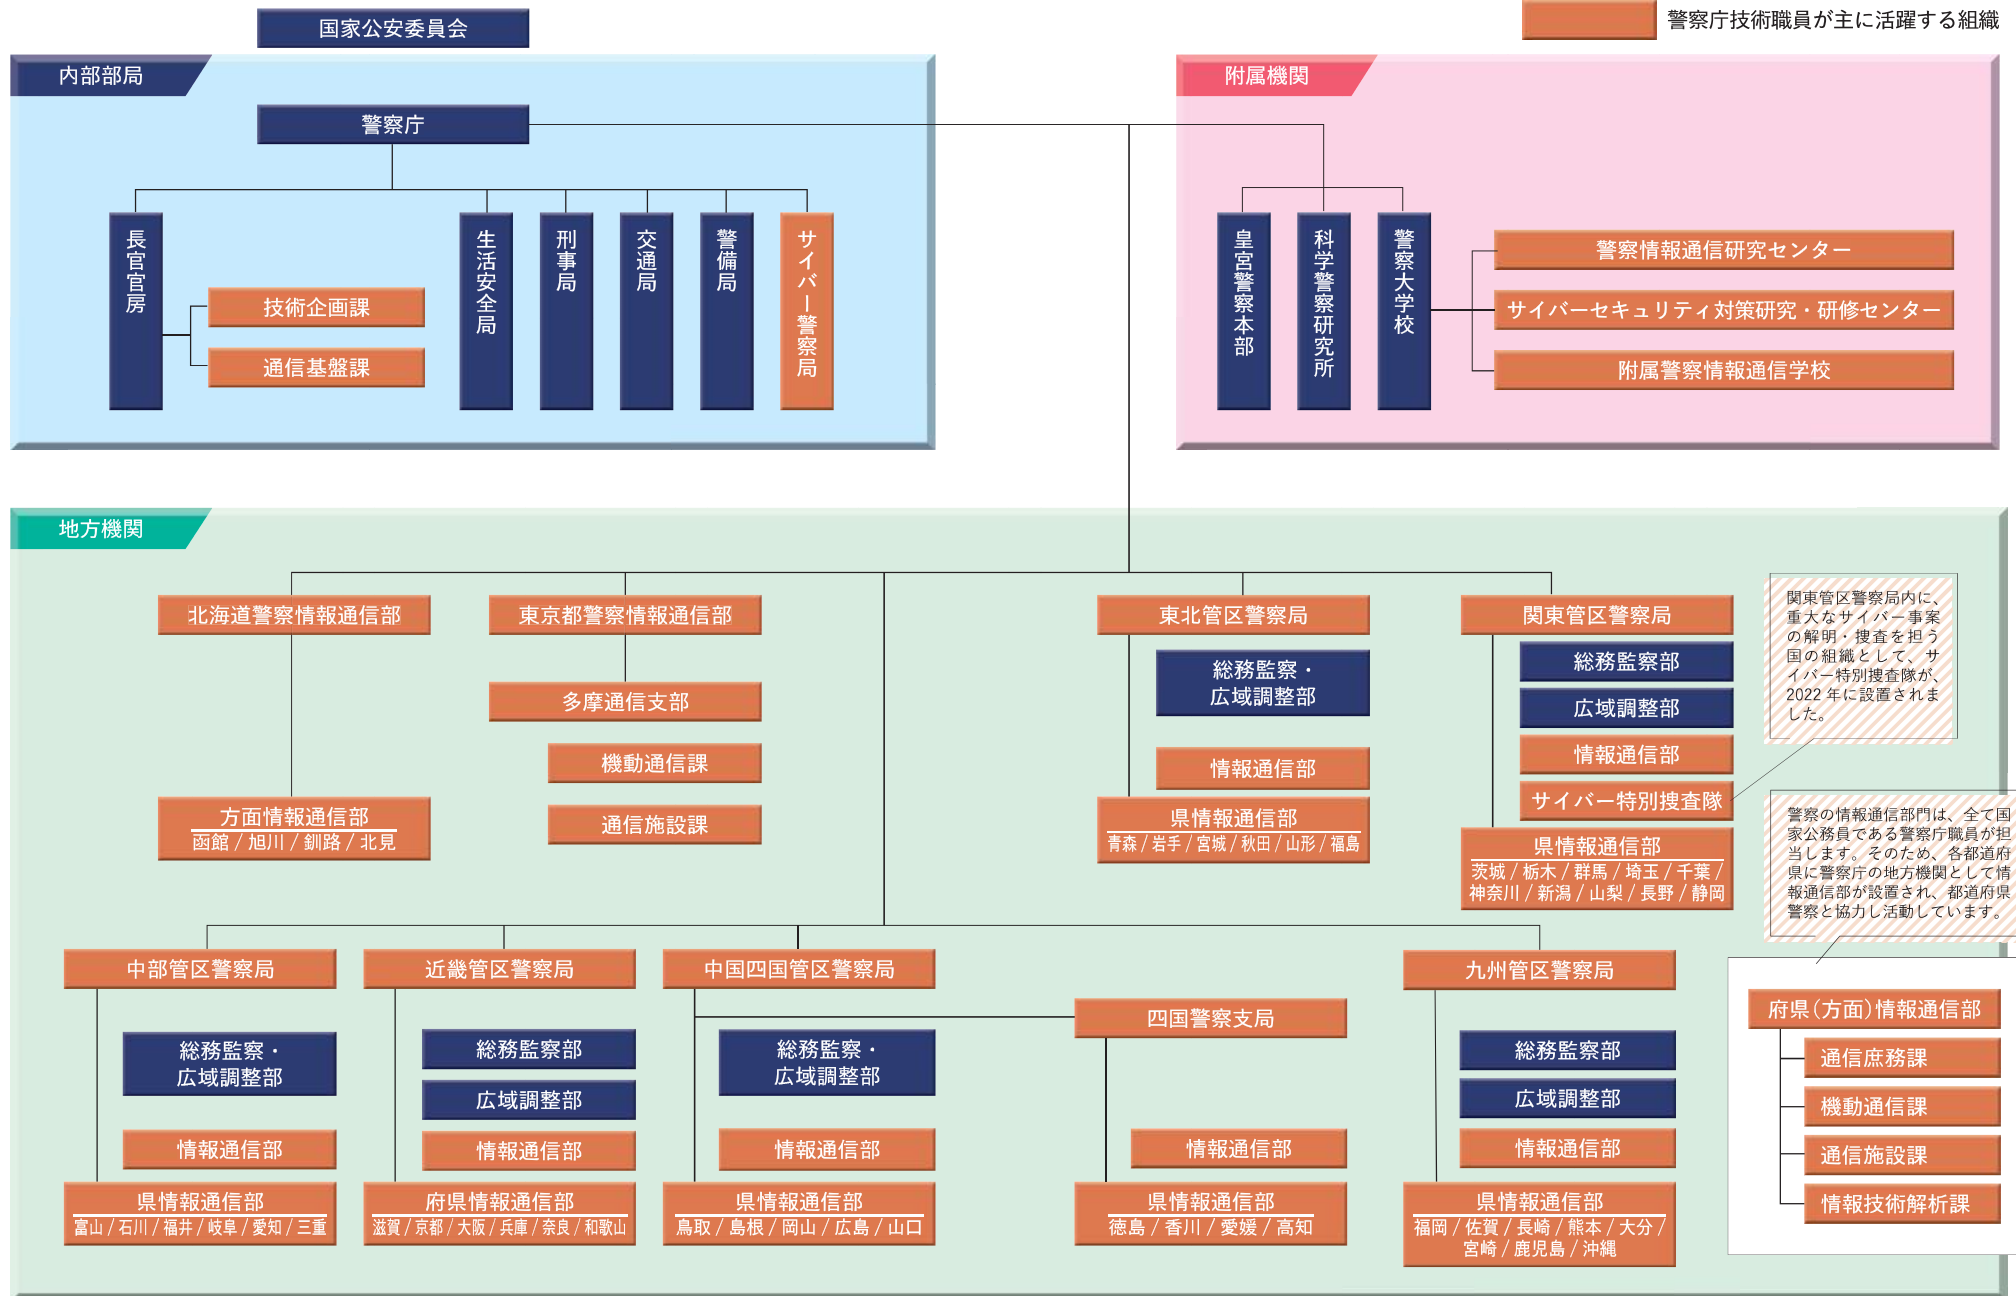 国家公安委員会
警察庁技術職員が主に活躍する組織
内部部局
警察庁
長官官房
技術企画課
通信基盤課
生活安全局
刑事局
交通局
警備局
サイバー警察局
附属機関
皇宮警察本部
科学警察研究所
警察大学校
警察情報通信研究センター
サイバーセキュリティ対策研究・研修センター
附属警察情報通信学校
地方機関
北海道警察情報通信部
方面情報通信部
函館 / 旭川 / 釧路 / 北見
東京都警察情報通信部
多摩通信支部
機動通信課
通信施設課
東北管区警察局
総務監察・
広域調整部
情報通信部
県情報通信部
青森 / 岩手 / 宮城 / 秋田 / 山形 / 福島
関東管区警察局
総務監察部
広域調整部
情報通信部
サイバー特別捜査隊
県情報通信部
茨城 / 栃木 / 群馬 / 埼玉 / 千葉 /
神奈川 / 新潟 / 山梨 / 長野 / 静岡
関東管区警察局内に、
重大なサイバー事案
の解明・捜査を担う
国の組織として、サ
イバー特別捜査隊が、
2022 年に設置されま
した。
警察の情報通信部門は、全て国
家公務員である警察庁職員が担
当します。そのため、各都道府
県に警察庁の地方機関として情
報通信部が設置され、都道府県
警察と協力し活動しています。
中部管区警察局
総務監察・
広域調整部
情報通信部
県情報通信部
富山 / 石川 / 福井 / 岐阜 / 愛知 / 三重
近畿管区警察局
総務監察部
広域調整部
情報通信部
府県情報通信部
滋賀 / 京都 / 大阪 / 兵庫 / 奈良 / 和歌山
中国四国管区警察局
総務監察・
広域調整部
情報通信部
県情報通信部
鳥取 / 島根 / 岡山 / 広島 / 山口
四国警察支局
情報通信部
県情報通信部
徳島 / 香川 / 愛媛 / 高知
九州管区警察局
総務監察部
広域調整部
情報通信部
県情報通信部
福岡 / 佐賀 / 長崎 / 熊本 / 大分 /
宮崎 / 鹿児島 / 沖縄
府県（方面）情報通信部
通信庶務課
機動通信課
通信施設課
情報技術解析課